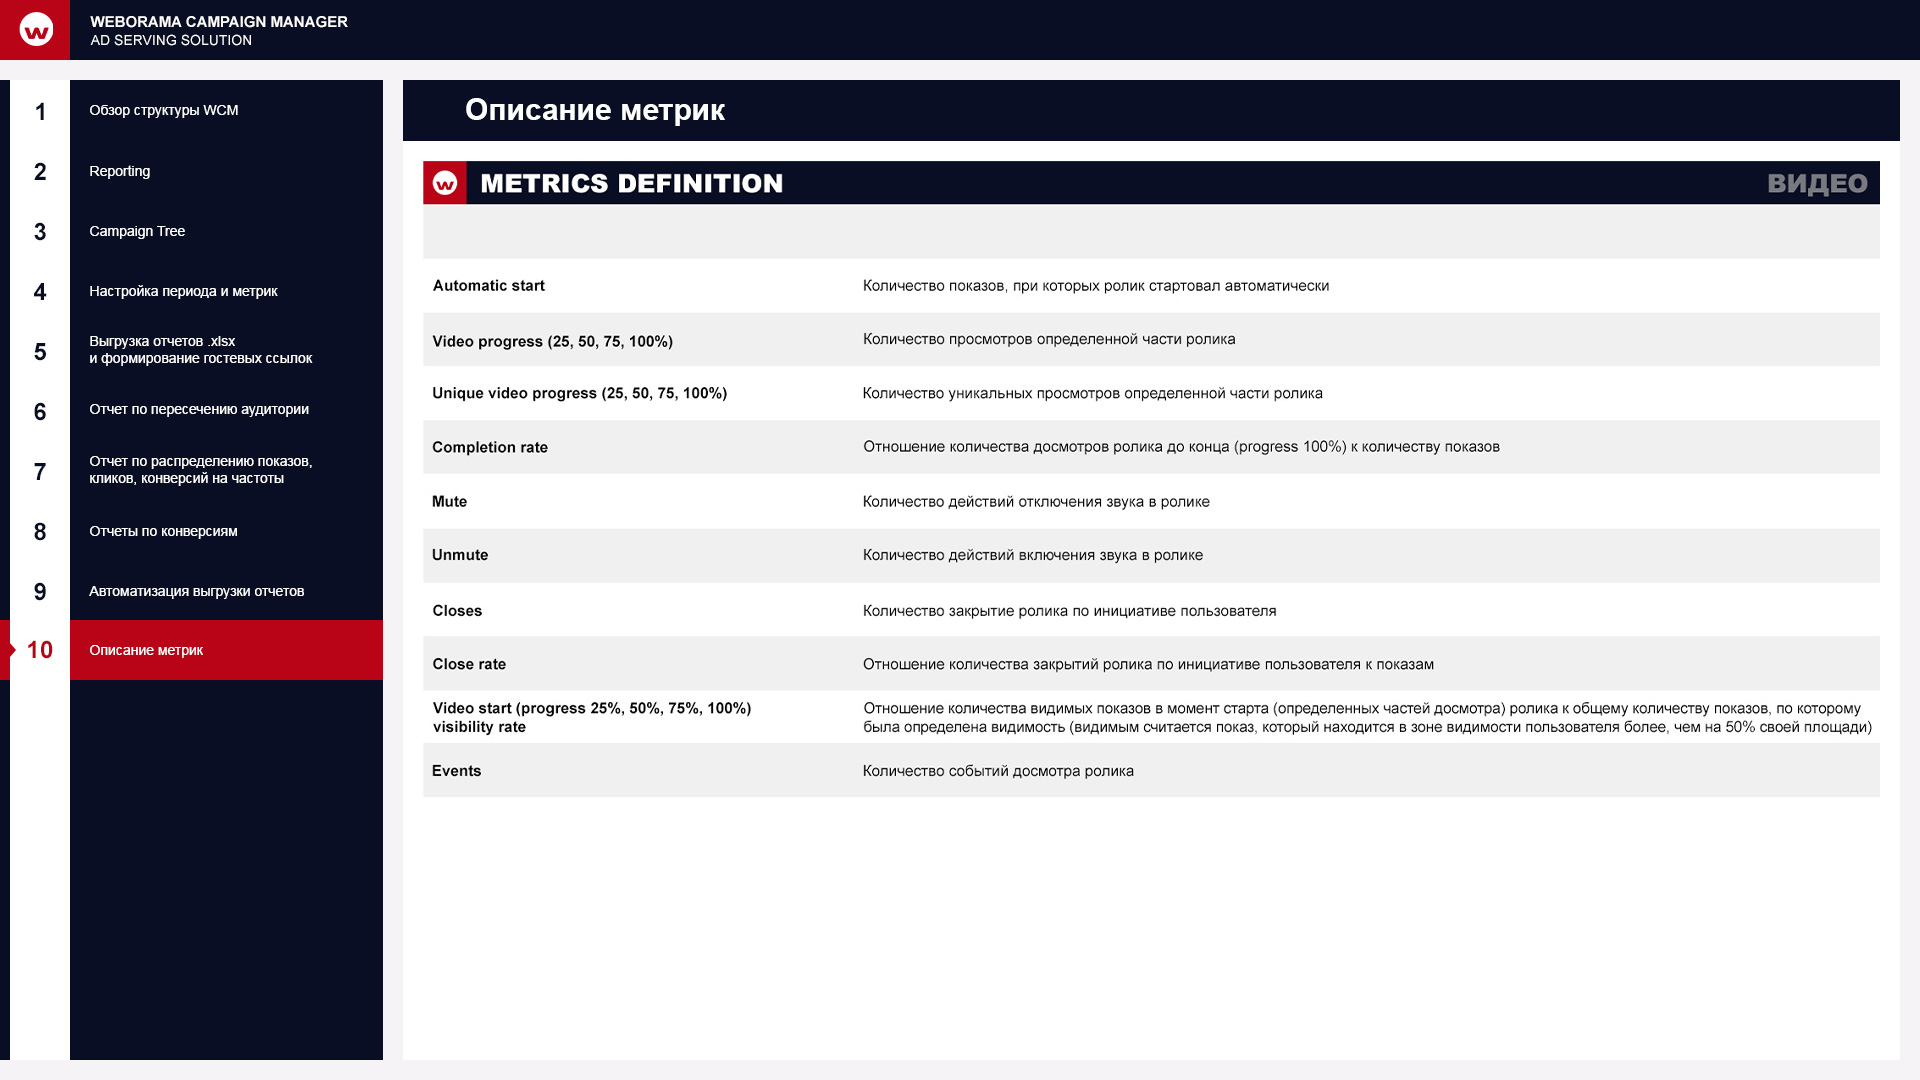 WEBORAMA CAMPAIGN MANAGER
AD SERVING SOLUTION
1 Обзор структуры WCM
2 Reporting
3 Campaign Tree
4 Настройка периода и метрик
5 Выгрузка отчетов .xlsx
и формирование гостевых ссылок
6 Отчет по пересечению аудитории
7 Отчет по распределению показов,
кликов, конверсий на частоты
8 Отчеты по конверсиям
9 Автоматизация выгрузки отчетов
10 Описание метрик
Описание метрик
METRICS DEFINITION ВИДЕО
Automatic start Количество показов, при которых ролик стартовал автоматически
Video progress (25, 50, 75, 100%) Количество просмотров определенной части ролика
Unique video progress (25, 50, 75, 100%) Количество уникальных просмотров определенной части ролика
Completion rate Отношение количества досмотров ролика до конца (progress 100%) к количеству показов
Mute Количество действий отключения звука в ролике
Unmute Количество действий включения звука в ролике
Closes Количество закрытие ролика по инициативе пользователя
Close rate Отношение количества закрытий ролика по инициативе пользователя к показам
Video start (progress 25%, 50%, 75%, 100%)
visibility rate
Отношение количества видимых показов в момент старта (определенных частей досмотра) ролика к общему количеству показов, по которому
была определена видимость (видимым считается показ, который находится в зоне видимости пользователя более, чем на 50% своей площади)
Events Количество событий досмотра ролика